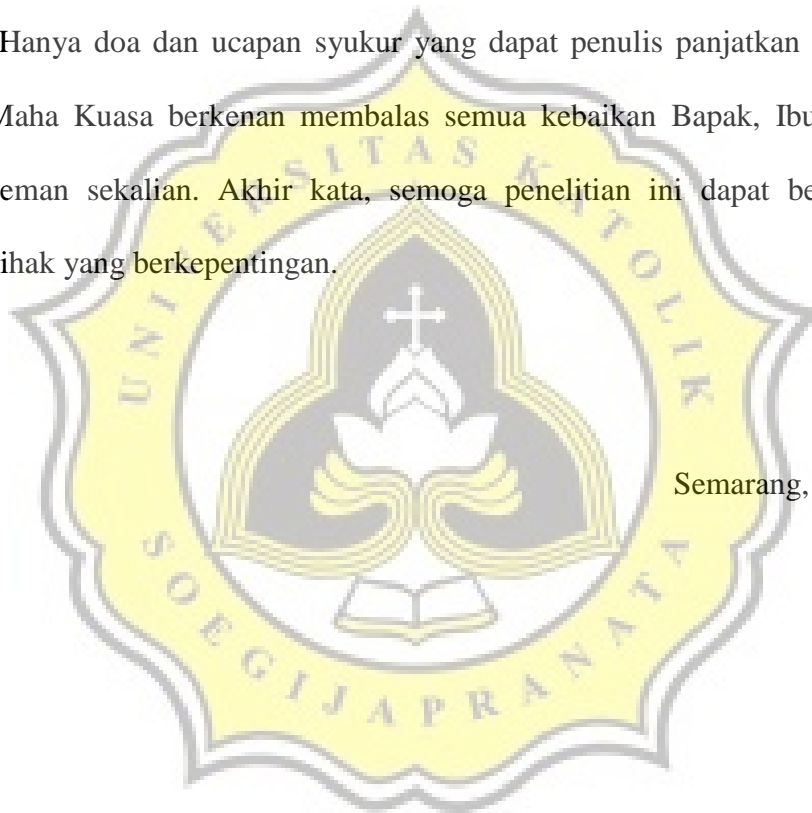 Hanya doa dan ucapan syukur yang dapat penulis panjatkan
Maha Kuasa berkenan membalas semua kebaikan Bapak, Ibu
eman sekalian. Akhir kata, semoga penelitian ini dapat be
ihak yang berkepentingan.
UNIVERSITAS KATOLIK
Semarang,
SOEGIJAPRANATA